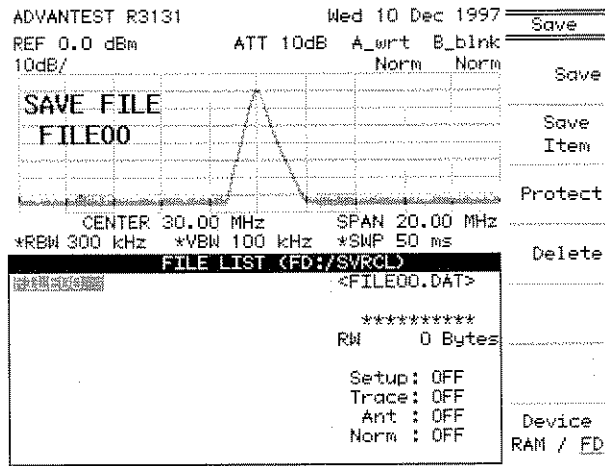 ADVANTEST R3131 Wed 10 Dec 1997
REF 0.0 dBm ATT 10dB A_wrt B_blnk
10dB/ Norm Norm
SAVE FILE
FILE00
CENTER 30.00 MHz SPAN 20.00 MHz
*RBW 300 kHz *VBW 100 kHz *SWP 50 ms
FILE LIST (FD:/SVRCL)
<FILE00.DAT>
**********
RW 0 Bytes
Setup: OFF
Trace: OFF
Ant : OFF
Norm : OFF
Save
Save
Save
Item
Protect
Delete
Device
RAM / FD